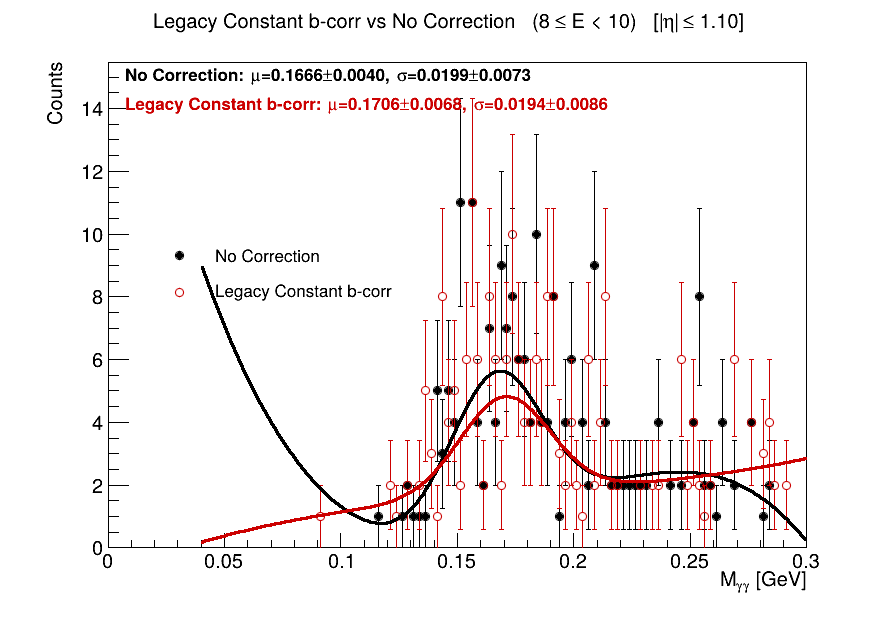 Legacy Constant b-corr vs No Correction (8 ≤ E < 10) [|η| ≤ 1.10]
Counts
No Correction: μ=0.1666±0.0040, σ=0.0199±0.0073
Legacy Constant b-corr: μ=0.1706±0.0068, σ=0.0194±0.0086
14
12
10
8
6
4
2
0
No Correction
Legacy Constant b-corr
0 0.05 0.1 0.15 0.2 0.25 0.3
M_γγ [GeV]